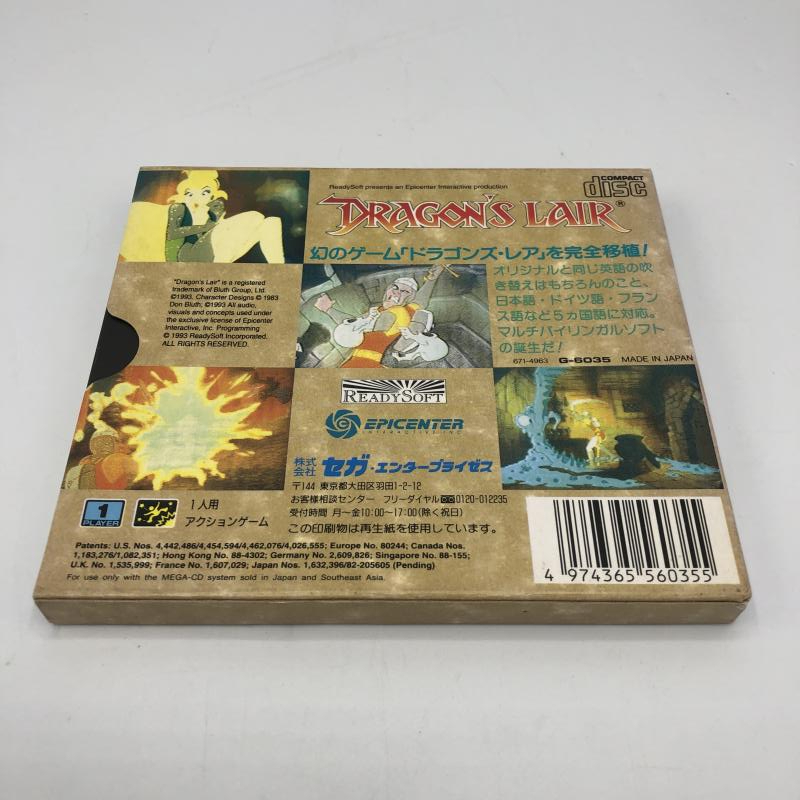 ReadySoft presents an Epicenter Interactive production
COMPACT
disc
DRAGON'S LAIR®
幻のゲーム「ドラゴンズ・レア」を完全移植!
オリジナルと同じ英語の吹
き替えはもちろんのこと、
日本語・ドイツ語・フラン
ス語など5ヵ国語に対応。
マルチバイリンガルソフト
の誕生だ!
671-4963 G-6035 MADE IN JAPAN
"Dragon's Lair" is a registered
trademark of Bluth Group, Ltd.
©1993. Character Designs © 1983
Don Bluth; ©1993 All audio,
visuals and concepts used under
the exclusive license of Epicenter
Interactive, Inc. Programming
© 1993 ReadySoft Incorporated.
ALL RIGHTS RESERVED.
READYSOFT
EPICENTER
INTERACTIVE INC.
株式会社 セガ・エンタープライゼス
〒144 東京都大田区羽田1-2-12
お客様相談センター フリーダイヤル 0120-012235
受付時間 月〜金10:00〜17:00(除く祝日)
この印刷物は再生紙を使用しています。
1
PLAYER
1人用
アクションゲーム
Patents: U.S. Nos. 4,442,486/4,454,594/4,462,076/4,026,555; Europe No. 80244; Canada Nos.
1,183,276/1,082,351; Hong Kong No. 88-4302; Germany No. 2,609,826; Singapore No. 88-155;
U.K. No. 1,535,999; France No. 1,607,029; Japan Nos. 1,632,396/82-205605 (Pending)
For use only with the MEGA-CD system sold in Japan and Southeast Asia.
4 974365 560355